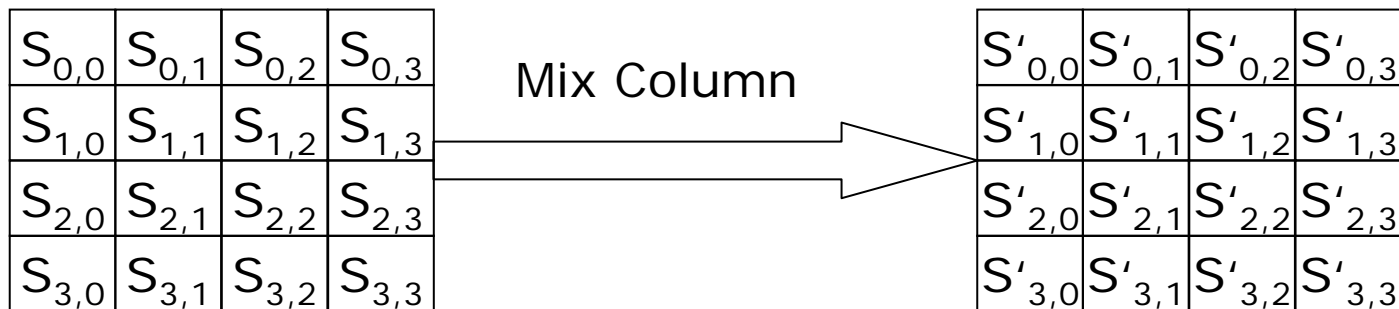 S0,0 S0,1 S0,2 S0,3
S1,0 S1,1 S1,2 S1,3
S2,0 S2,1 S2,2 S2,3
S3,0 S3,1 S3,2 S3,3
Mix Column
S‘0,0 S‘0,1 S‘0,2 S‘0,3
S‘1,0 S‘1,1 S‘1,2 S‘1,3
S‘2,0 S‘2,1 S‘2,2 S‘2,3
S‘3,0 S‘3,1 S‘3,2 S‘3,3